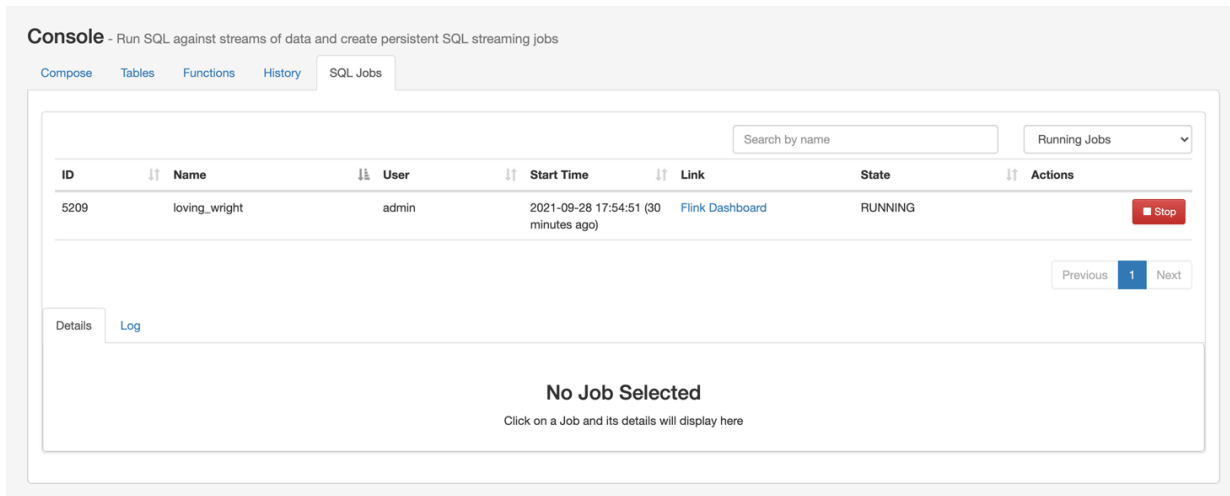 Console - Run SQL against streams of data and create persistent SQL streaming jobs
Compose Tables Functions History SQL Jobs
Search by name Running Jobs
ID Name User Start Time Link State Actions
5209 loving_wright admin 2021-09-28 17:54:51 (30 Flink Dashboard RUNNING Stop
minutes ago)
Previous 1 Next
Details Log
No Job Selected
Click on a Job and its details will display here